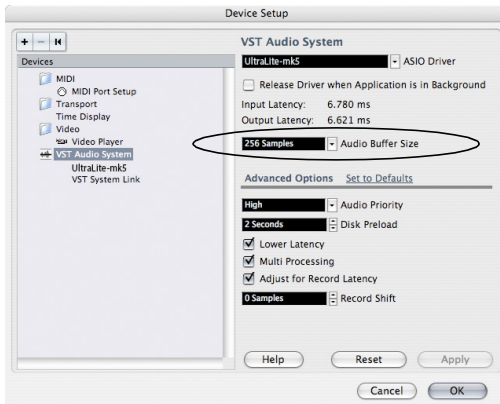 Device Setup
+ –
Devices
MIDI
MIDI Port Setup
Transport
Time Display
Video
Video Player
VST Audio System
UltraLite-mk5
VST System Link
VST Audio System
UltraLite-mk5 ASIO Driver
Release Driver when Application is in Background
Input Latency: 6.780 ms
Output Latency: 6.621 ms
256 Samples Audio Buffer Size
Advanced Options Set to Defaults
High Audio Priority
2 Seconds Disk Preload
Lower Latency
Multi Processing
Adjust for Record Latency
0 Samples Record Shift
Help Reset Apply
Cancel OK